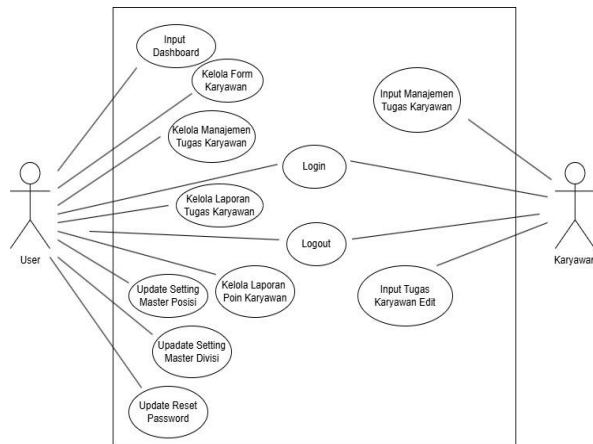 Input
Dashboard
Kelola Form
Karyawan
Input Manajemen
Tugas Karyawan
Kelola Manajemen
Tugas Karyawan
Login
Kelola Laporan
Tugas Karyawan
Logout
User
Karyawan
Update Setting
Master Posisi
Kelola Laporan
Poin Karyawan
Input Tugas
Karyawan Edit
Upadate Setting
Master Divisi
Update Reset
Password